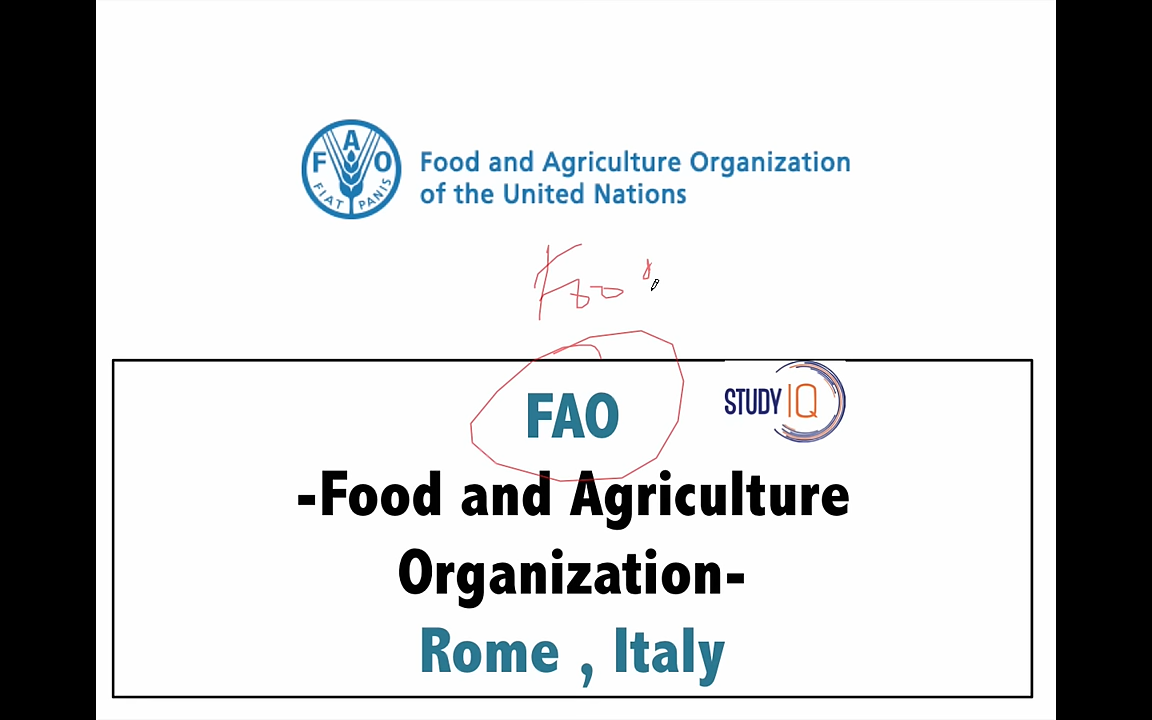 FAO
FIAT PANIS
Food and Agriculture Organization
of the United Nations
FAO
STUDY IQ
-Food and Agriculture
Organization-
Rome , Italy